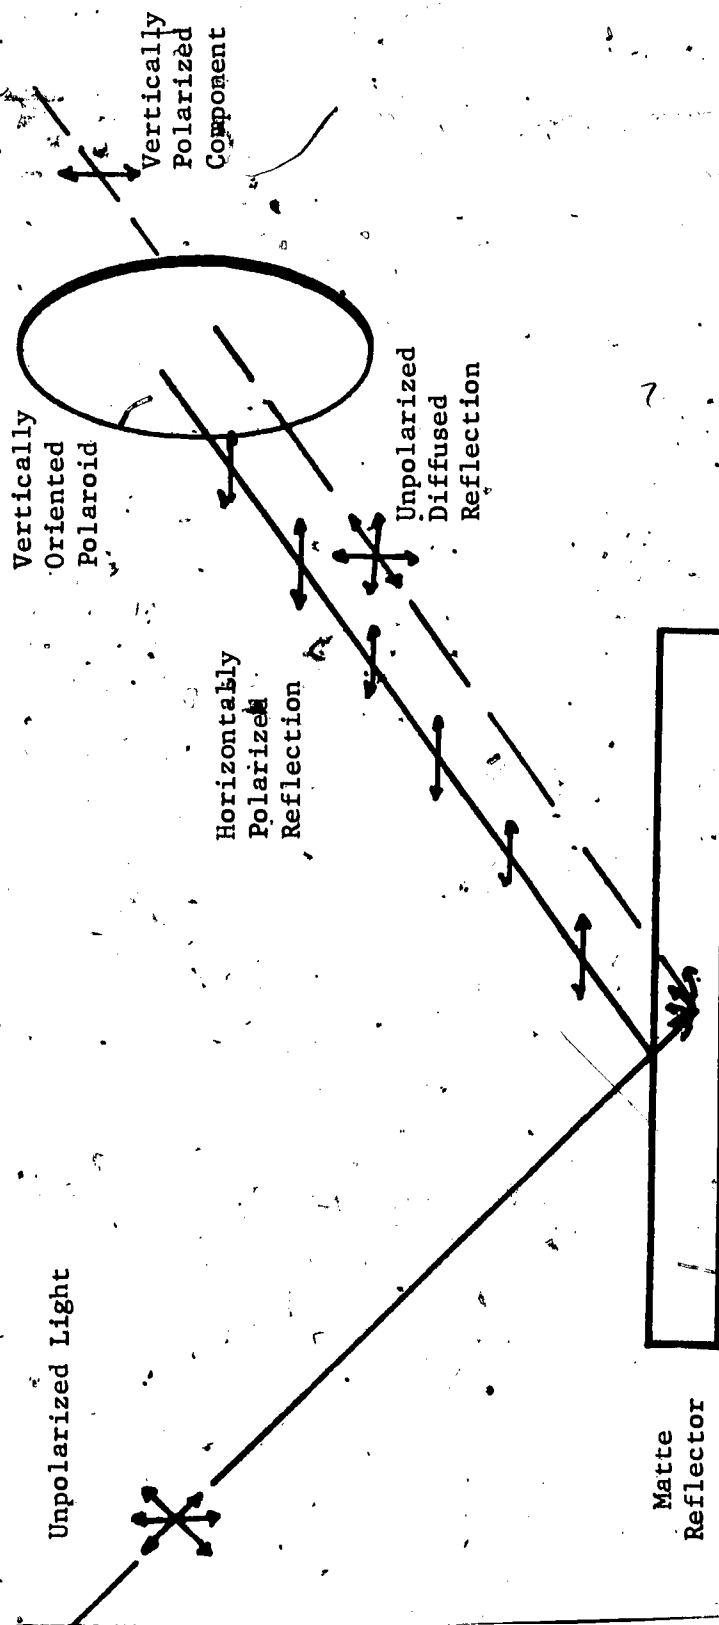 Unpolarized Light
Matte
Reflector
Horizontally
Polarized
Reflection
Vertically
Oriented
Polaroid
Unpolarized
Diffused
Reflection
Vertically
Polarized
Component